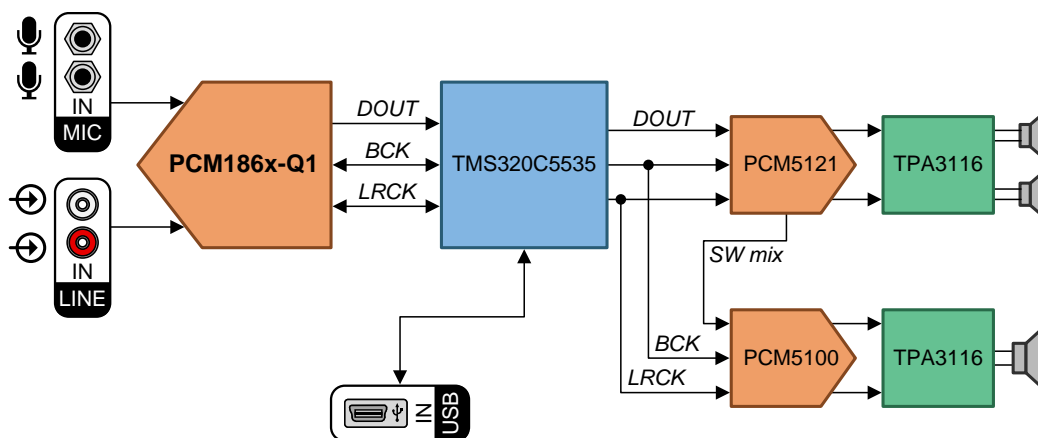 IN
MIC
IN
LINE
PCM186x-Q1
DOUT
BCK
LRCK
TMS320C5535
IN
USB
DOUT
PCM5121
TPA3116
SW mix
BCK
LRCK
PCM5100
TPA3116